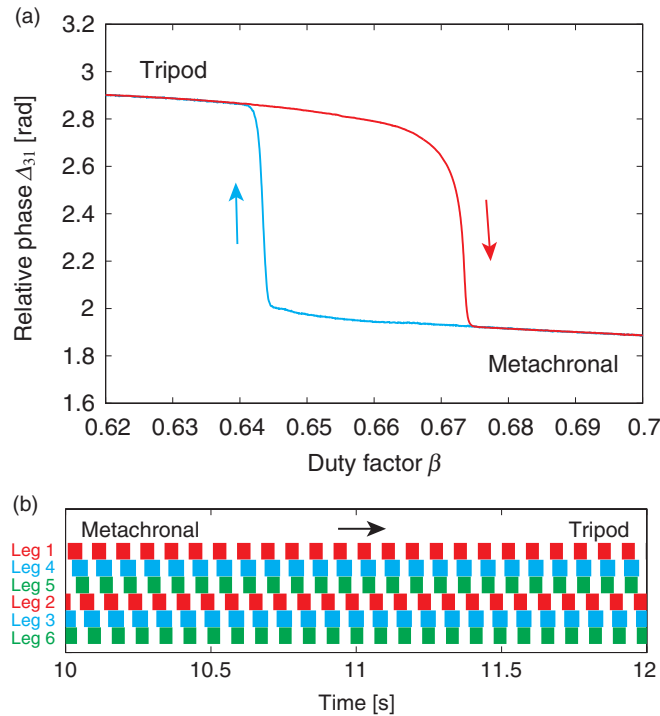 (a)
3.2
3
2.8
2.6
2.4
2.2
2
1.8
1.6
Relative phase Δ31 [rad]
Tripod
Metachronal
0.62 0.63 0.64 0.65 0.66 0.67 0.68 0.69 0.7
Duty factor β
(b)
Metachronal Tripod
Leg 1
Leg 4
Leg 5
Leg 2
Leg 3
Leg 6
10 10.5 11 11.5 12
Time [s]